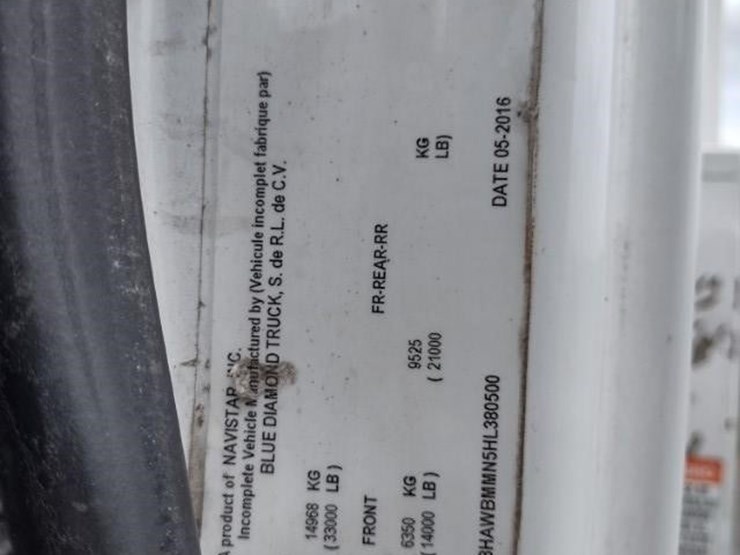 A product of NAVISTAR, INC.
Incomplete Vehicle Manufactured by (Vehicule incomplet fabrique par)
BLUE DIAMOND TRUCK, S. de R.L. de C.V.
14968 KG
(33000 LB)
FRONT FR-REAR-RR
6350 KG 9525 KG
(14000 LB) (21000 LB)
3HAWBMMN5HL380500 DATE 05-2016